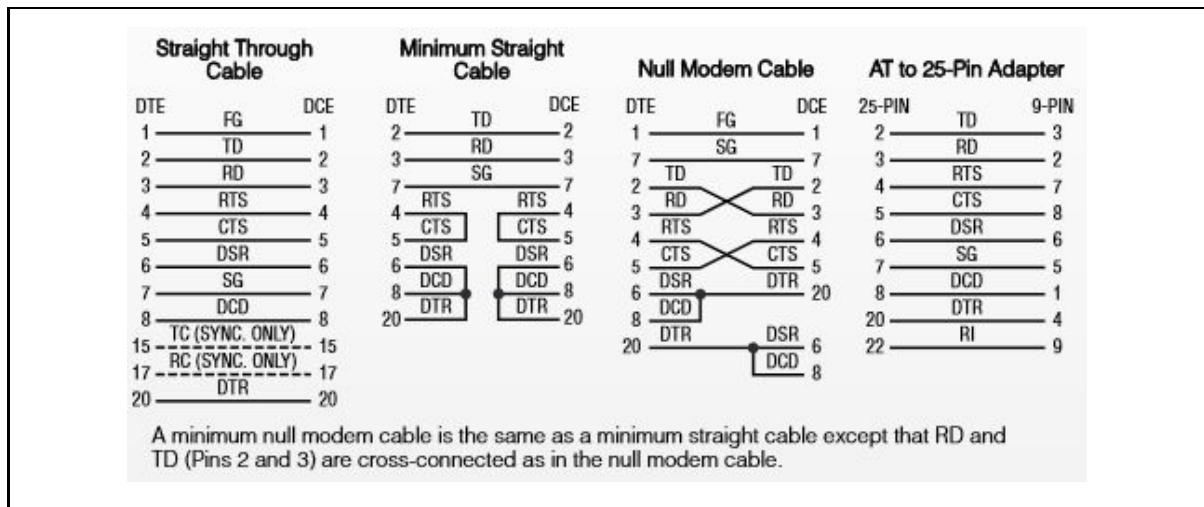 Straight Through
Cable
DTE DCE
1 FG 1
2 TD 2
3 RD 3
4 RTS 4
5 CTS 5
6 DSR 6
7 SG 7
8 DCD 8
15 TC (SYNC. ONLY) 15
17 RC (SYNC. ONLY) 17
20 DTR 20
Minimum Straight
Cable
DTE DCE
2 TD 2
3 RD 3
7 SG 7
4 RTS RTS 4
5 CTS CTS 5
6 DSR DSR 6
8 DCD DCD 8
20 DTR DTR 20
Null Modem Cable
DTE DCE
1 FG 1
7 SG 7
2 TD TD 2
3 RD RD 3
4 RTS RTS 4
5 CTS CTS 5
6 DSR DTR 20
8 DCD
20 DTR DSR 6
DCD 8
AT to 25-Pin Adapter
25-PIN 9-PIN
2 TD 3
3 RD 2
4 RTS 7
5 CTS 8
6 DSR 6
7 SG 5
8 DCD 1
20 DTR 4
22 RI 9
A minimum null modem cable is the same as a minimum straight cable except that RD and
TD (Pins 2 and 3) are cross-connected as in the null modem cable.